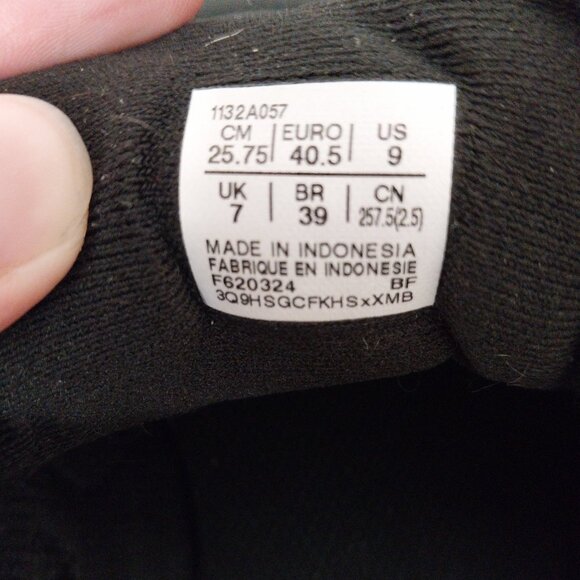 1132A057
CM | EURO | US
25.75 | 40.5 | 9
UK | BR | CN
7 | 39 | 257.5(2.5)
MADE IN INDONESIA
FABRIQUE EN INDONESIE
F620324 BF
3Q9HSGCFKHSxXMB